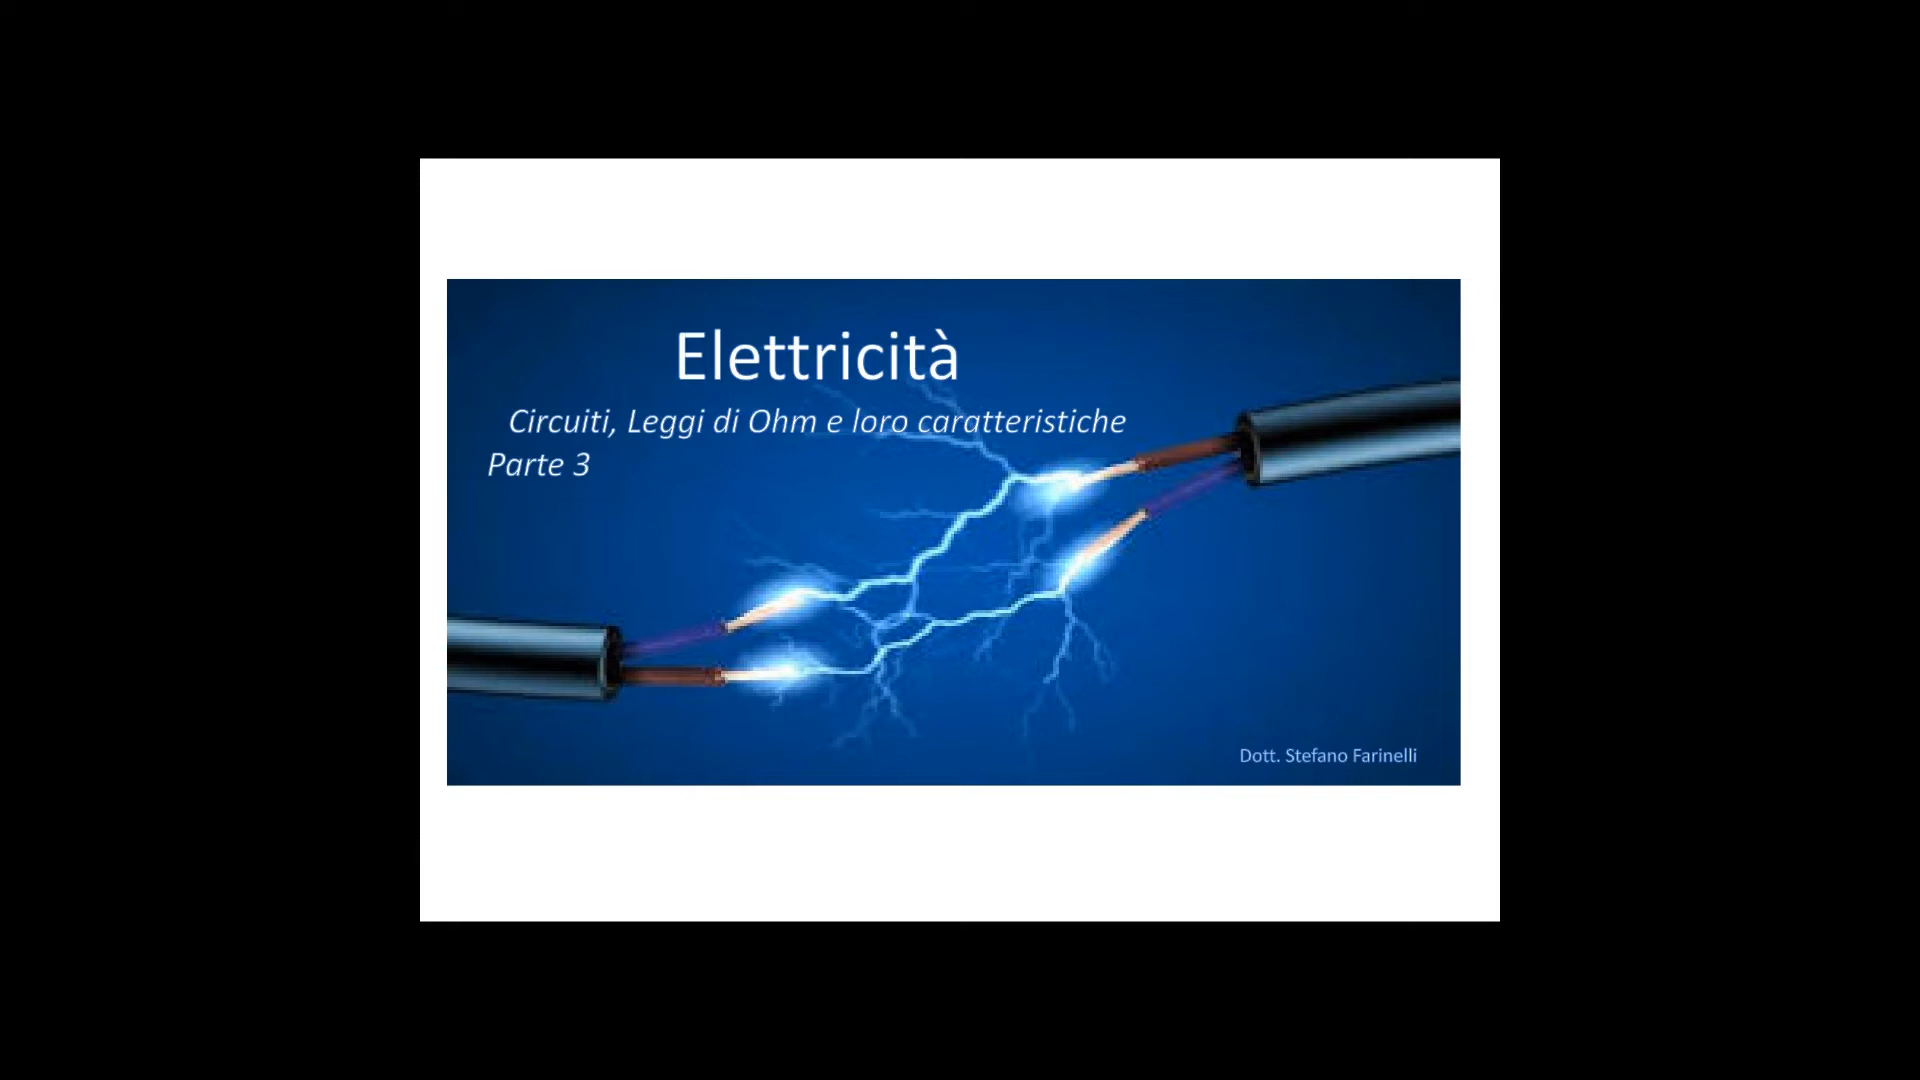 Elettricità
Circuiti, Leggi di Ohm e loro caratteristiche
Parte 3
Dott. Stefano Farinelli